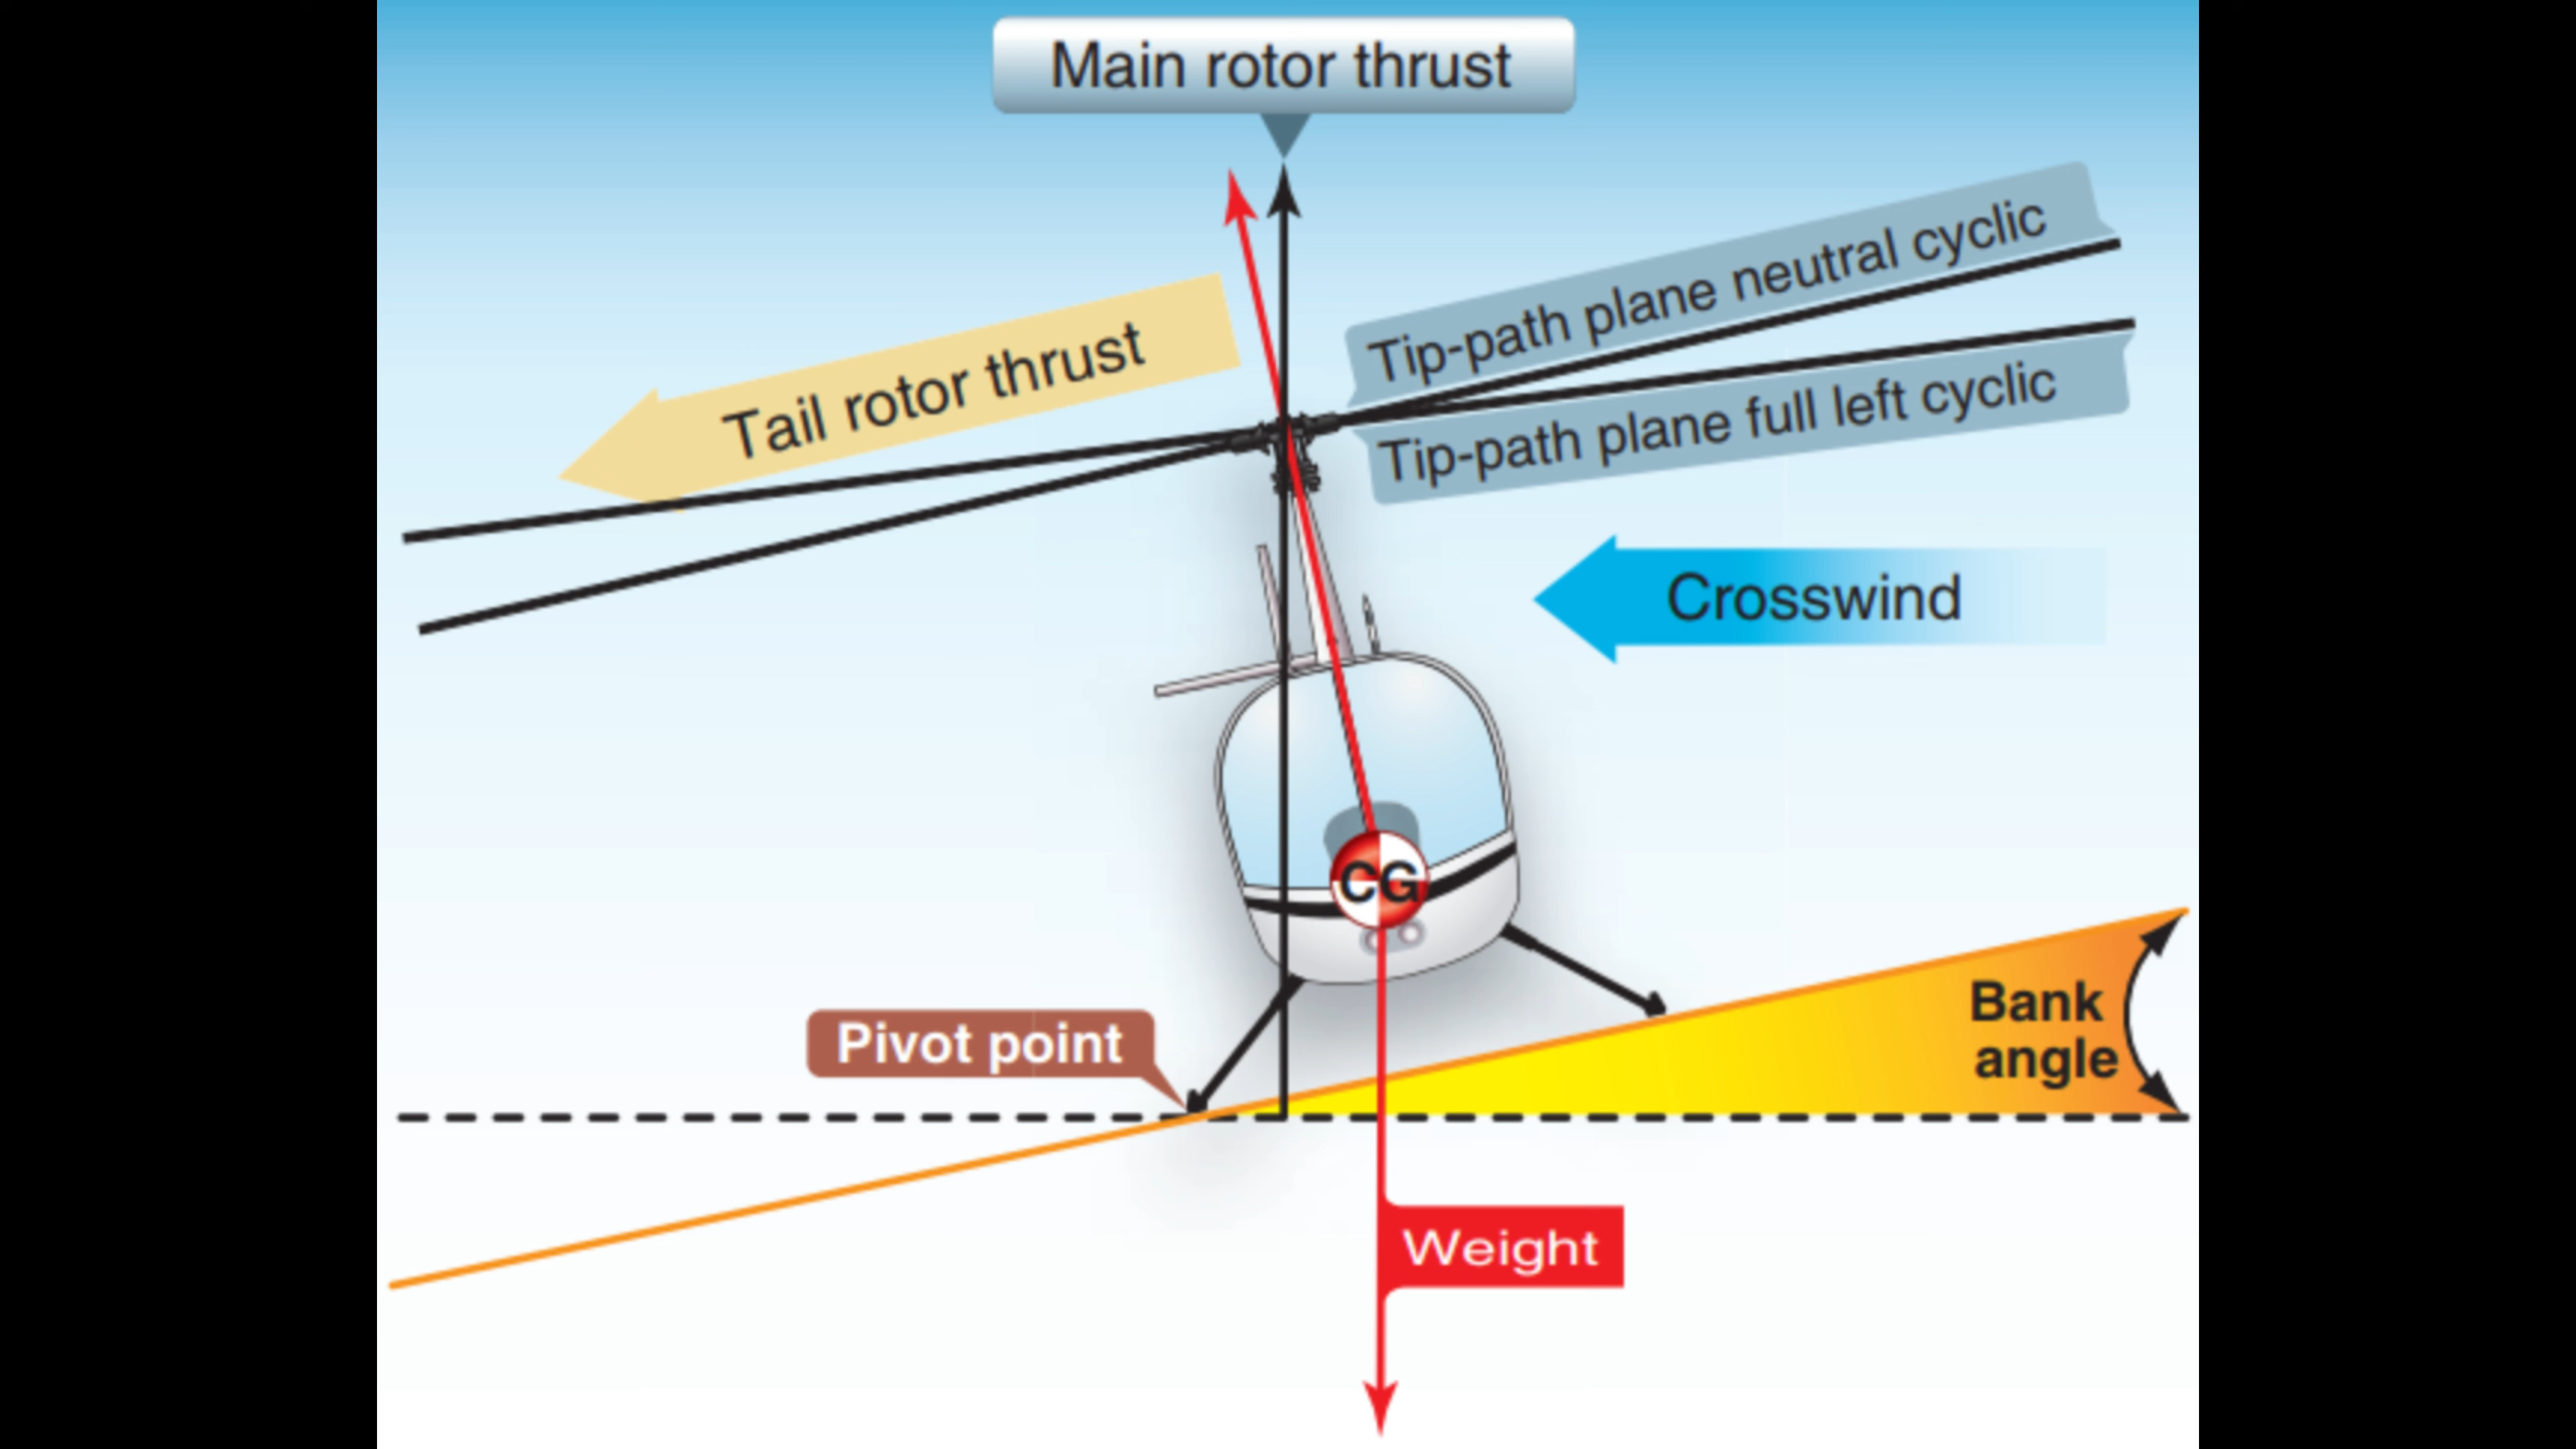 Main rotor thrust
Tail rotor thrust
Tip-path plane neutral cyclic
Tip-path plane full left cyclic
Crosswind
CG
Pivot point
Bank
angle
Weight